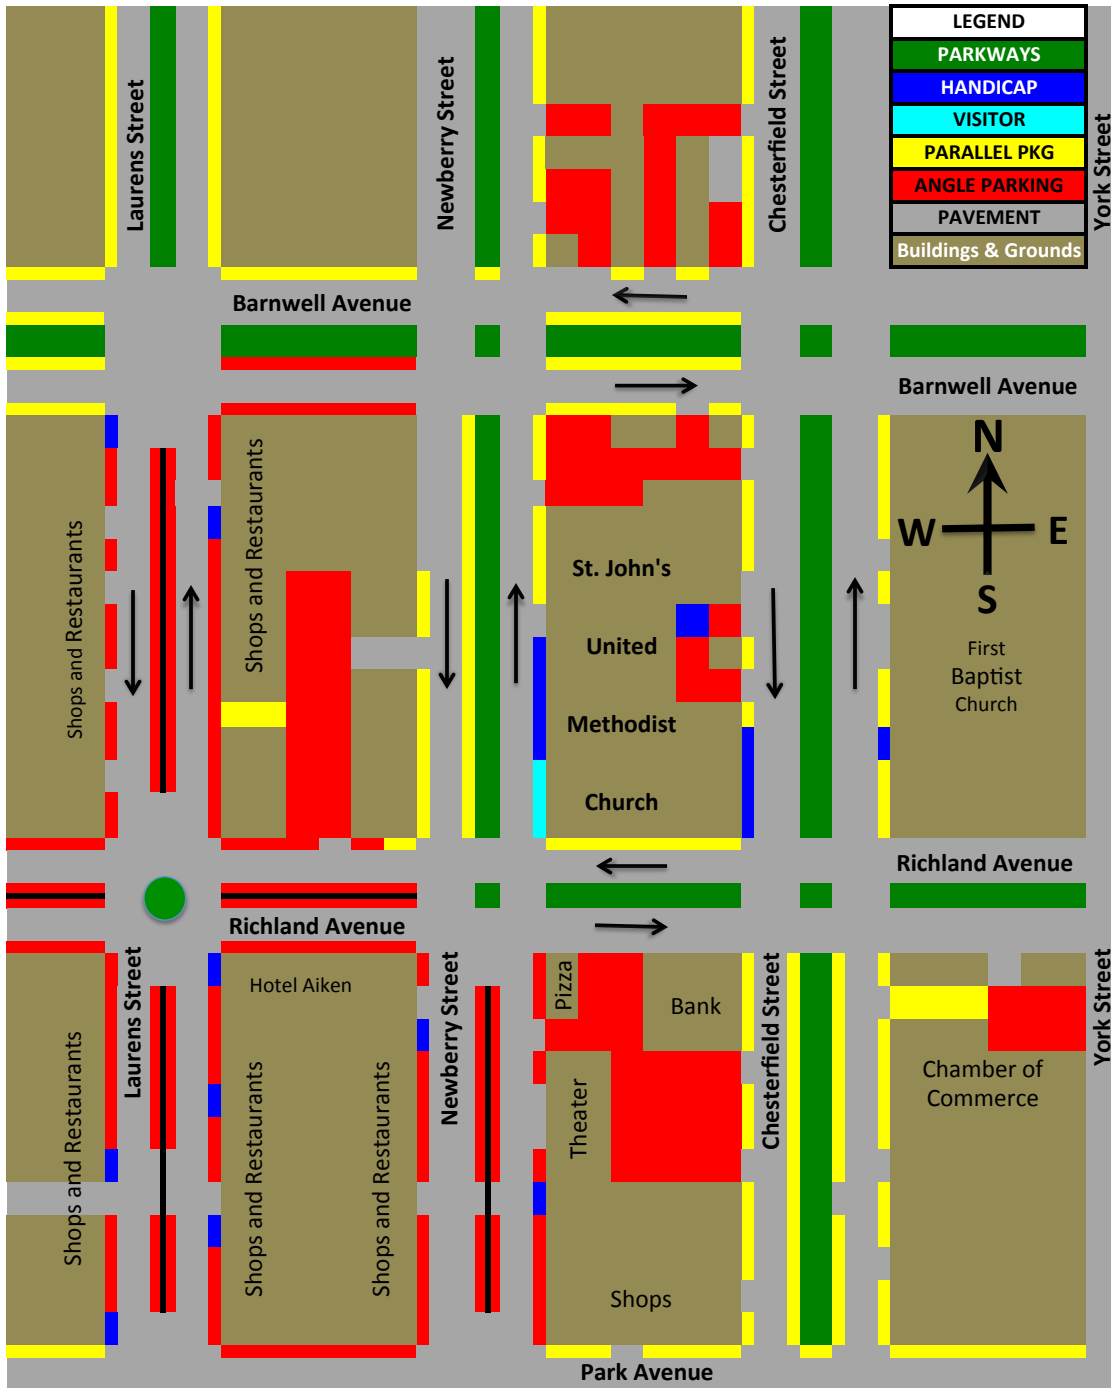 LEGEND
PARKWAYS
HANDICAP
VISITOR
PARALLEL PKG
ANGLE PARKING
PAVEMENT
Buildings & Grounds
Laurens Street
Newberry Street
Chesterfield Street
York Street
Barnwell Avenue
Barnwell Avenue
N
W E
S
Shops and Restaurants
Shops and Restaurants
St. John's
United
Methodist
Church
First
Baptist
Church
Richland Avenue
Richland Avenue
Laurens Street
Newberry Street
Chesterfield Street
York Street
Hotel Aiken
Pizza
Bank
Theater
Chamber of
Commerce
Shops and Restaurants
Shops and Restaurants
Shops and Restaurants
Shops
Park Avenue